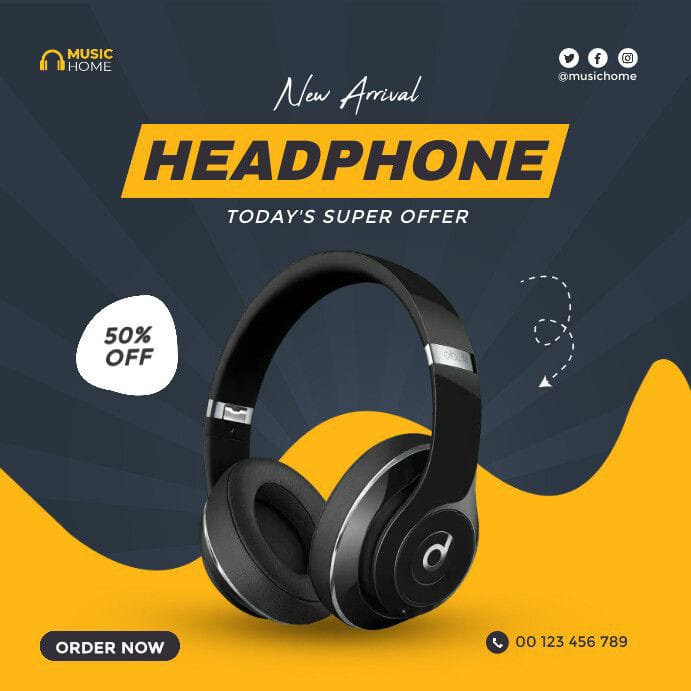 MUSIC
HOME
@musichome
New Arrival
HEADPHONE
TODAY'S SUPER OFFER
50%
OFF
ORDER NOW
00 123 456 789